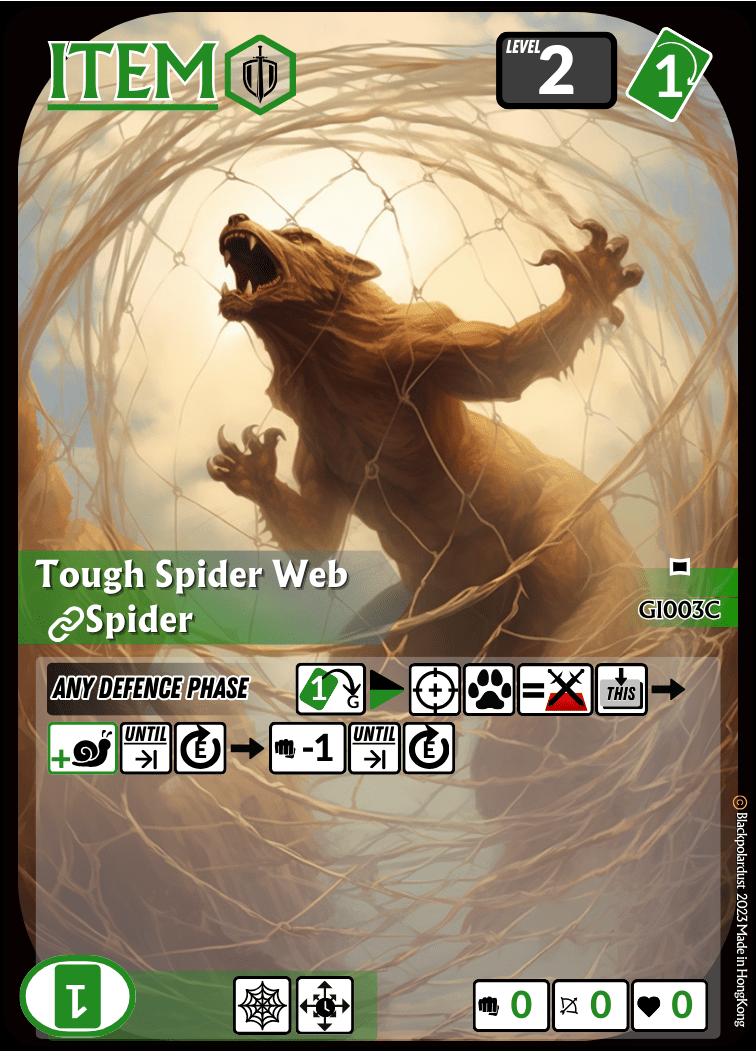 ITEM
LEVEL 2
1
Tough Spider Web
Spider
GI003C
ANY DEFENCE PHASE 1 G = THIS
+ UNTIL E -1 UNTIL E
© Blackpolardust 2023 Made in HongKong
1
0 0 0